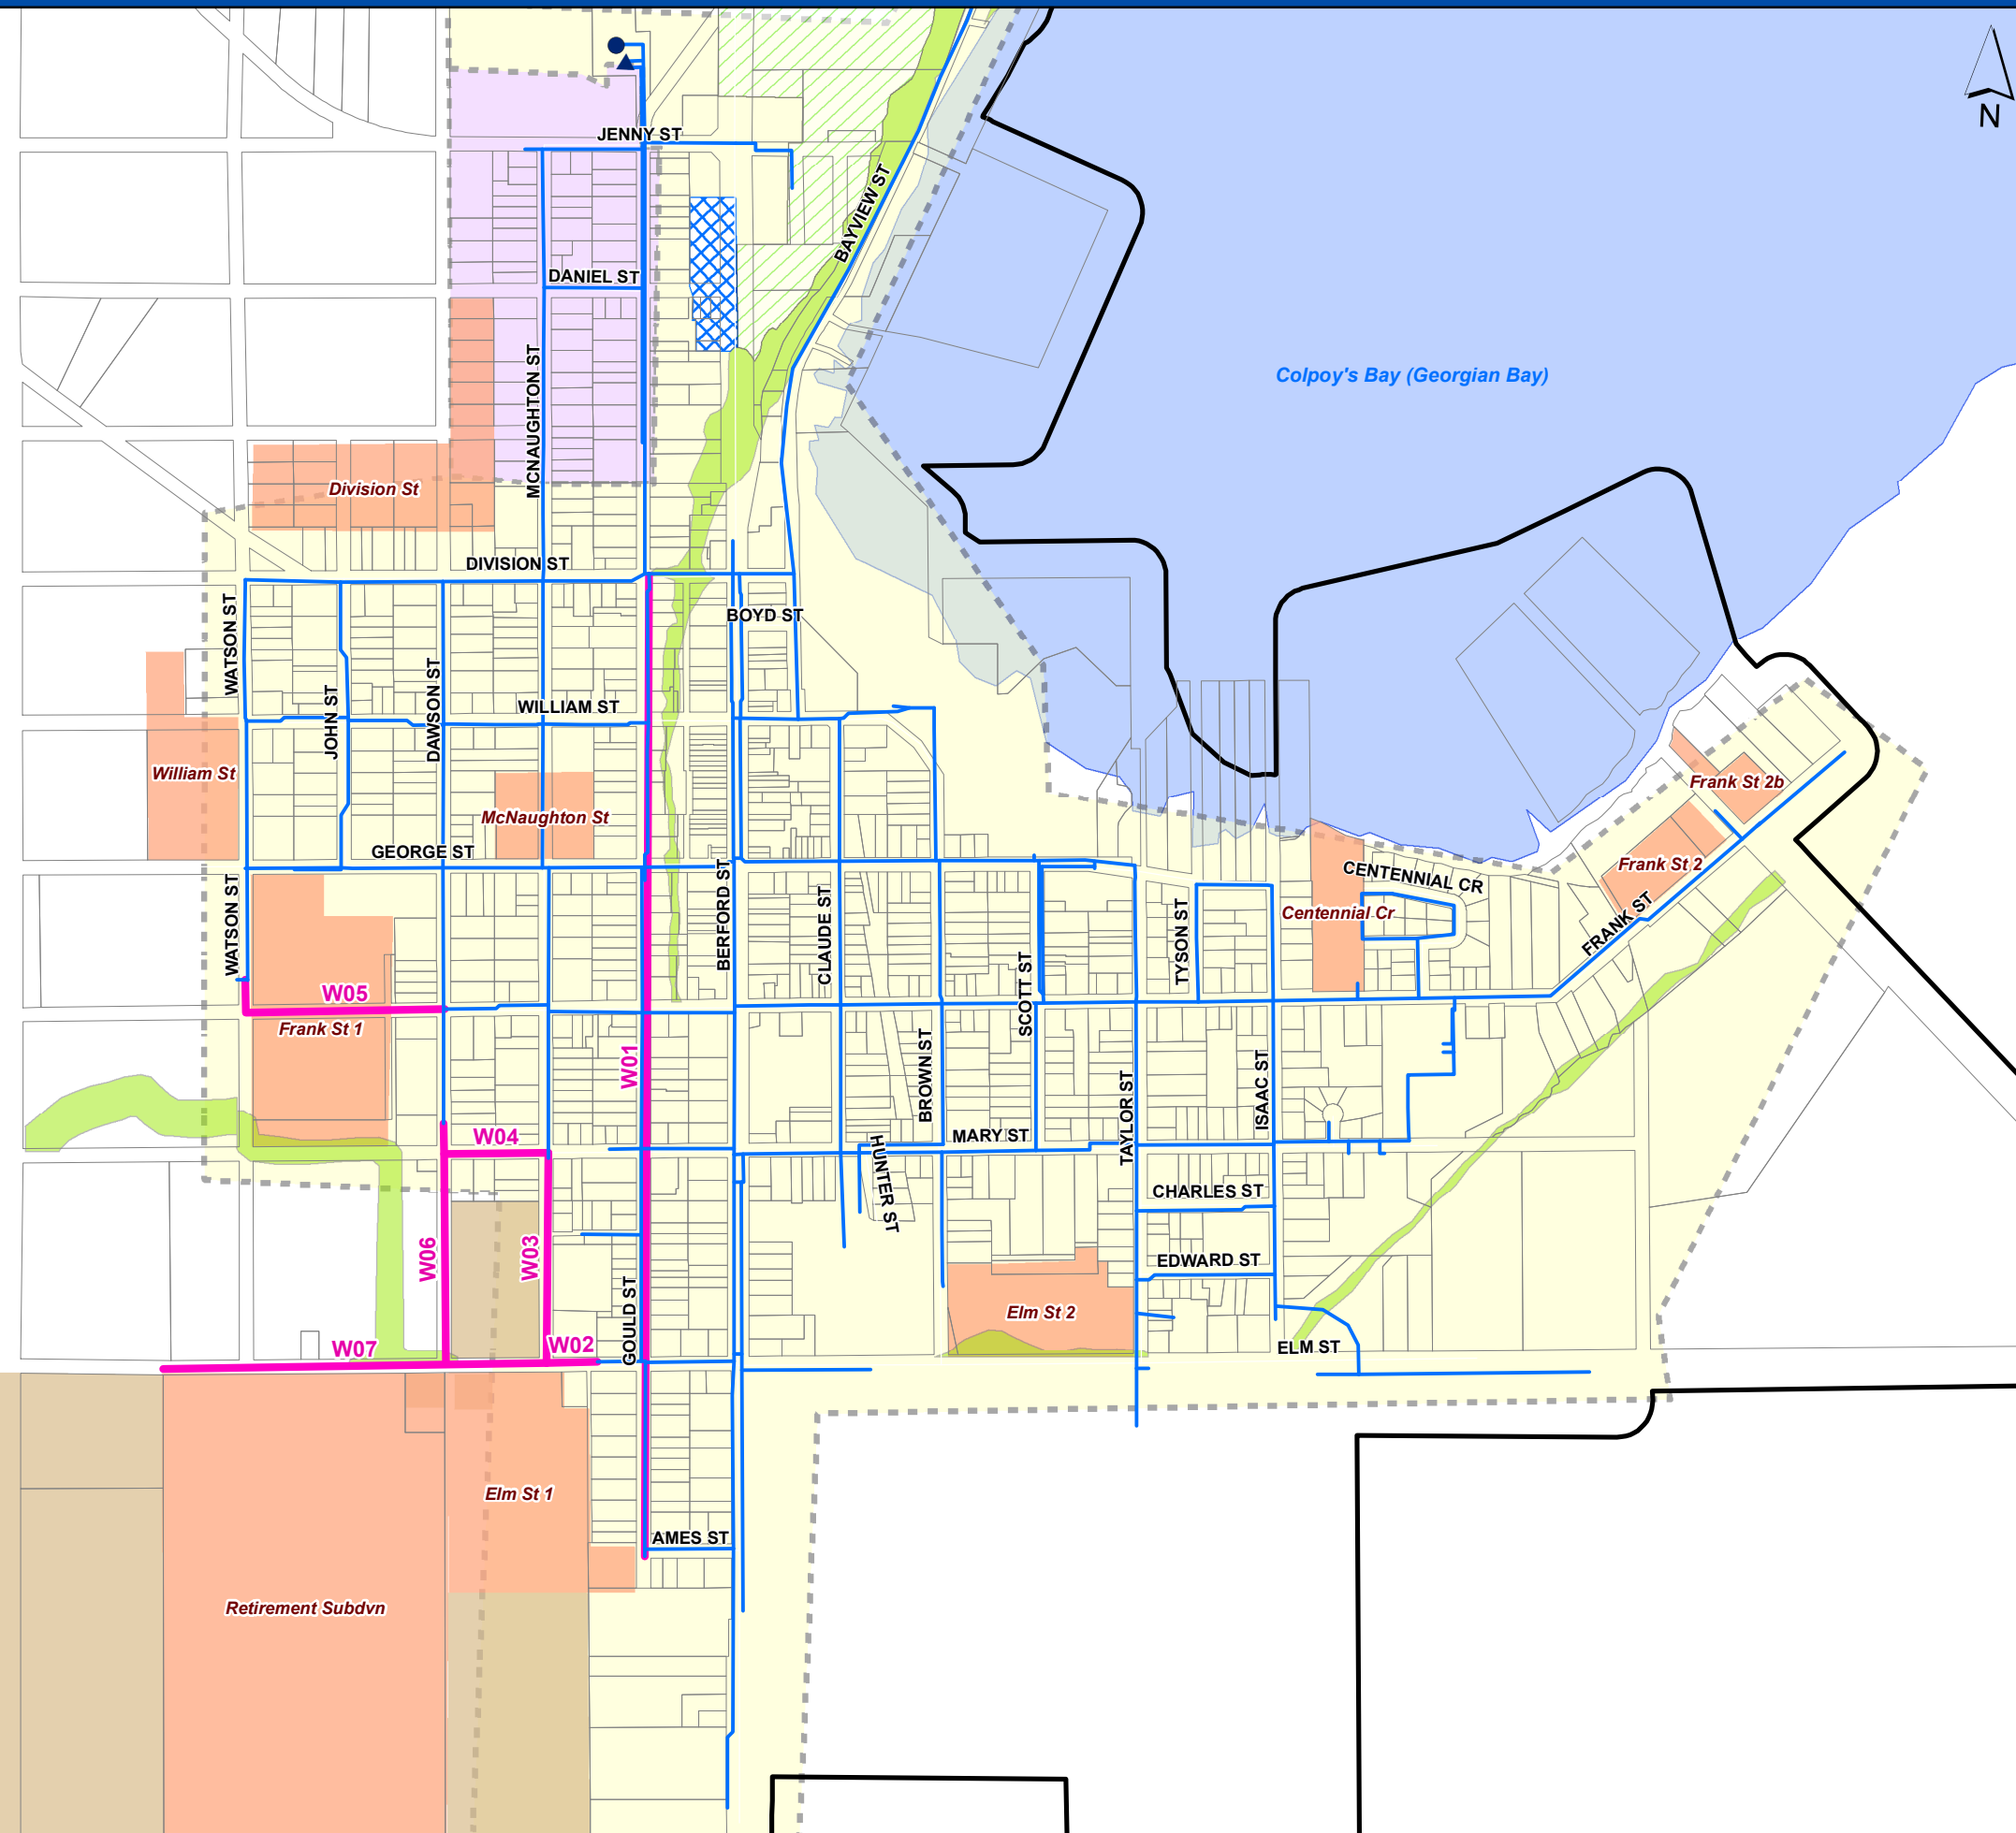 N
JENNY ST
BAYVIEW ST
DANIEL ST
Colpoy's Bay (Georgian Bay)
MCNAUGHTON ST
Division St
DIVISION ST
WATSON ST
BOYD ST
JOHN ST
DAWSON ST
WILLIAM ST
William St
McNaughton St
Frank St 2b
GEORGE ST
Frank St 2
CENTENNIAL CR
WATSON ST
BERFORD ST
CLAUDE ST
TYSON ST
Centennial Cr
FRANK ST
SCOTT ST
W05
Frank St 1
W01
BROWN ST
TAYLOR ST
ISAAC ST
W04
MARY ST
HUNTER ST
CHARLES ST
W06
W03
EDWARD ST
GOULD ST
Elm St 2
W07
W02
ELM ST
Elm St 1
AMES ST
Retirement Subdvn